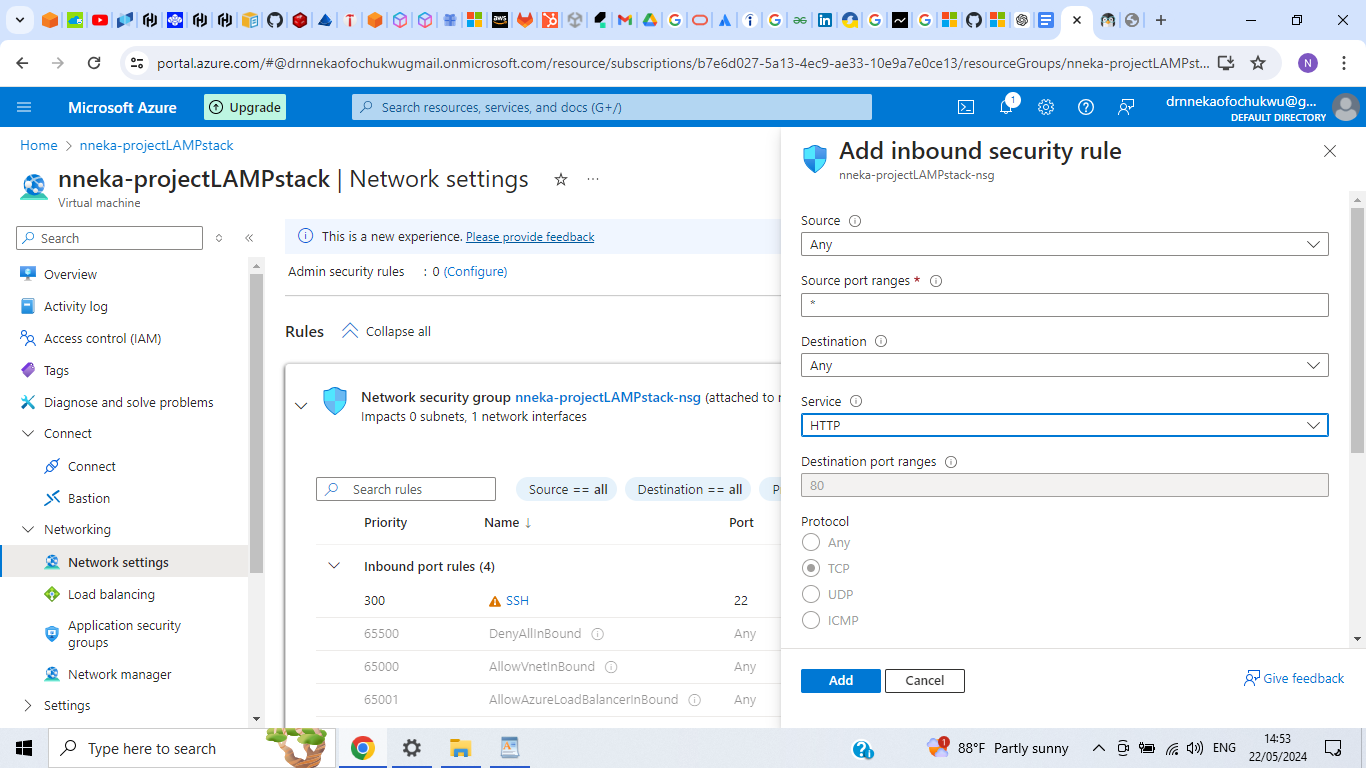 portal.azure.com/#@drnnekaofochukwugmail.onmicrosoft.com/resource/subscriptions/b7e6d027-5a13-4ec9-ae33-10e9a7e0ce13/resourceGroups/nneka-projectLAMPst...
N
Microsoft Azure
Upgrade
Search resources, services, and docs (G+/)
1
drnnekaofochukwu@g...
DEFAULT DIRECTORY
Home > nneka-projectLAMPstack
nneka-projectLAMPstack | Network settings
Virtual machine
Search
Overview
Activity log
Access control (IAM)
Tags
Diagnose and solve problems
Connect
Connect
Bastion
Networking
Network settings
Load balancing
Application security
groups
Network manager
Settings
This is a new experience. Please provide feedback
Admin security rules : 0 (Configure)
Rules Collapse all
Network security group nneka-projectLAMPstack-nsg (attached to
Impacts 0 subnets, 1 network interfaces
Search rules
Source == all
Destination == all
Priority Name ↓ Port
Inbound port rules (4)
300 SSH 22
65500 DenyAllInBound Any
65000 AllowVnetInBound Any
65001 AllowAzureLoadBalancerInBound Any
Add inbound security rule
nneka-projectLAMPstack-nsg
Source
Any
Source port ranges *
*
Destination
Any
Service
HTTP
Destination port ranges
80
Protocol
Any
TCP
UDP
ICMP
Add
Cancel
Give feedback
Type here to search
1
88°F Partly sunny
ENG
14:53
22/05/2024